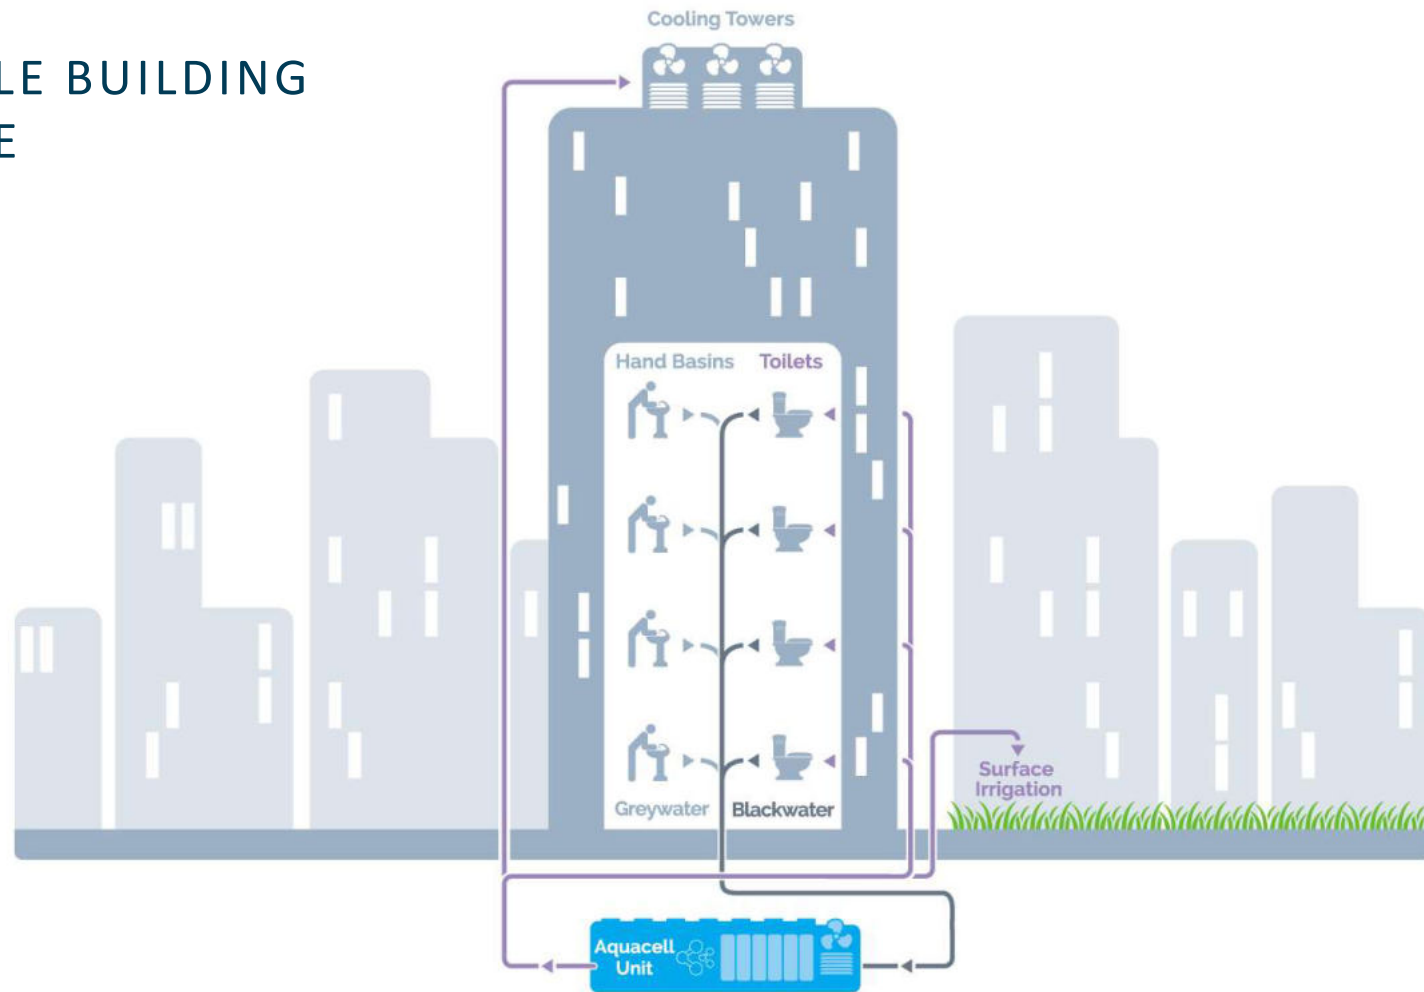 LE BUILDING
E
Cooling Towers
Hand Basins
Toilets
Greywater
Blackwater
Surface
Irrigation
Aquacell
Unit